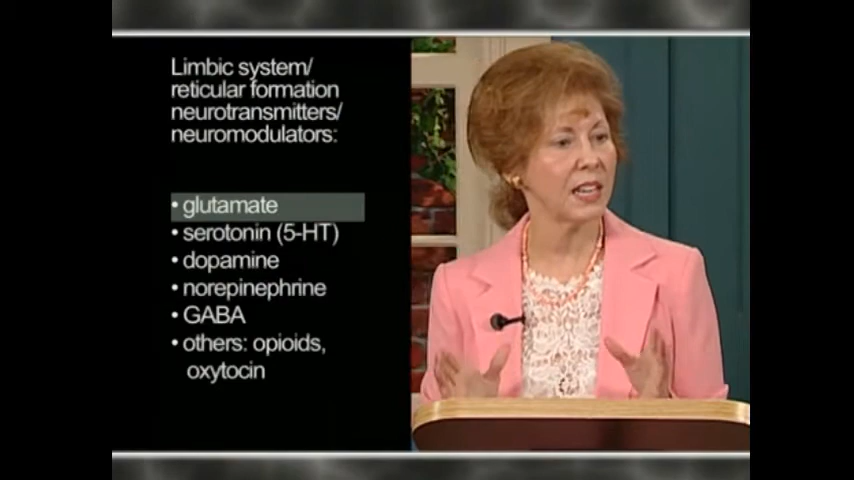 Limbic system/
reticular formation
neurotransmitters/
neuromodulators:
• glutamate
• serotonin (5-HT)
• dopamine
• norepinephrine
• GABA
• others: opioids,
oxytocin